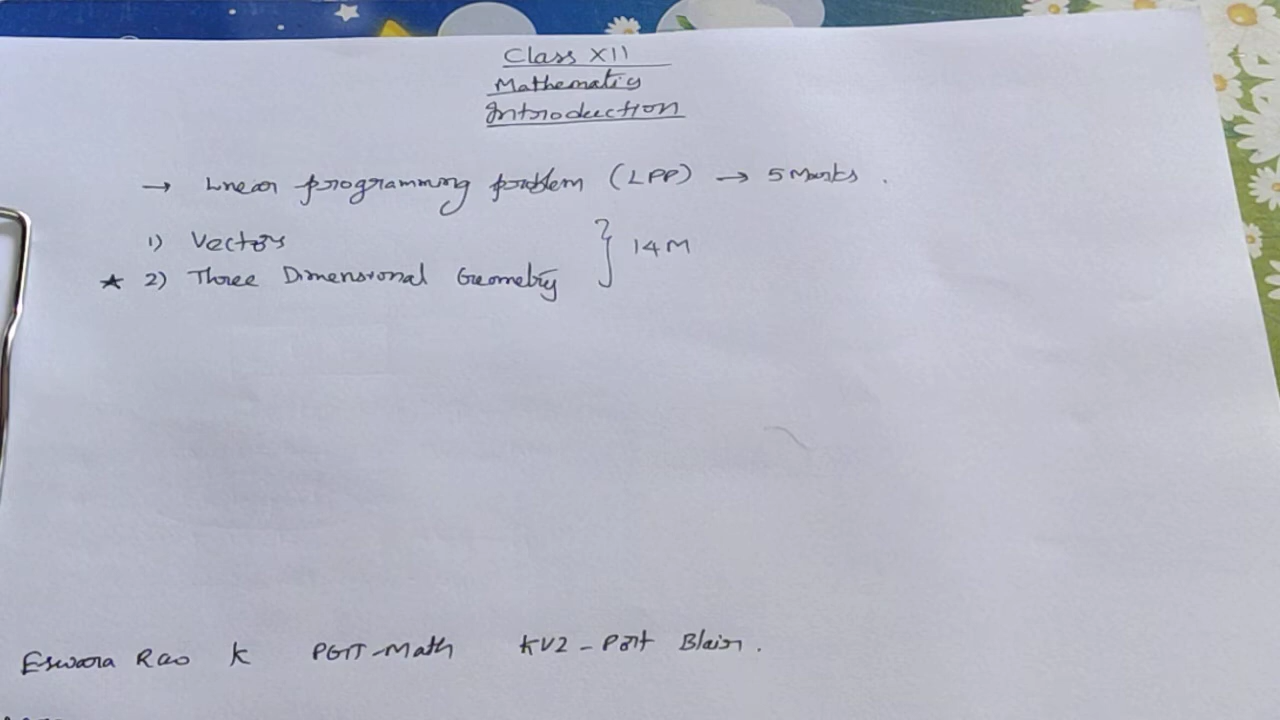 Class XII
Mathematics
Introduction
→ Linear programming problem (LPP) → 5 Marks .
1) Vectors
★ 2) Three Dimensional Geometry } 14M
Eswara Rao K PGT-Math KV2 - Port Blair .